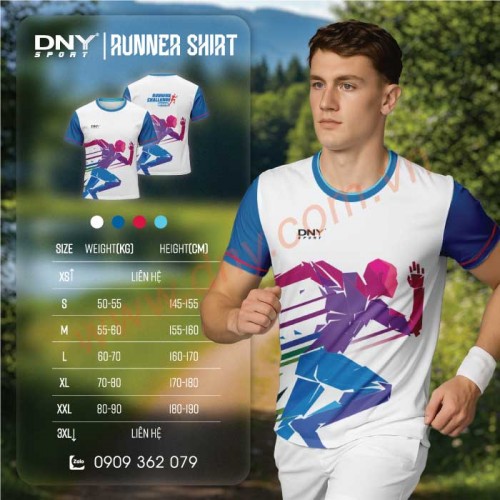 DNY
SPORT
RUNNER SHIRT
RUNNING
CHALLENGE
DNY
SPORT
SIZE WEIGHT(KG) HEIGHT(CM)
XS↑ LIÊN HỆ
S 50-55 145-155
M 55-60 155-160
L 60-70 160-170
XL 70-80 170-180
XXL 80-90 180-190
3XL↓ LIÊN HỆ
Zalo 0909 362 079